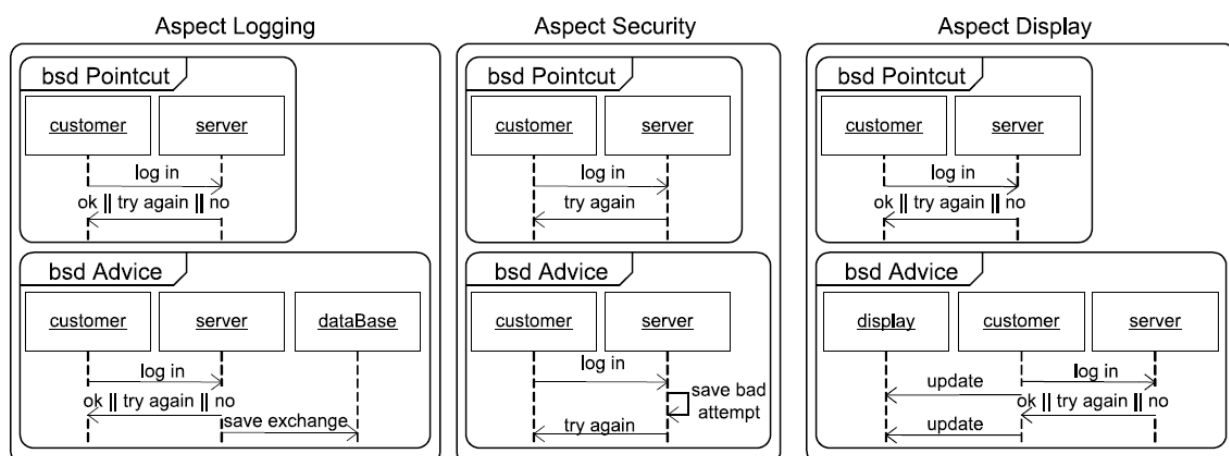 Aspect Logging
bsd Pointcut
customer server
log in
ok || try again || no
bsd Advice
customer server dataBase
log in
ok || try again || no
save exchange
Aspect Security
bsd Pointcut
customer server
log in
try again
bsd Advice
customer server
log in
save bad
attempt
try again
Aspect Display
bsd Pointcut
customer server
log in
ok || try again || no
bsd Advice
display customer server
log in
update
ok || try again || no
update